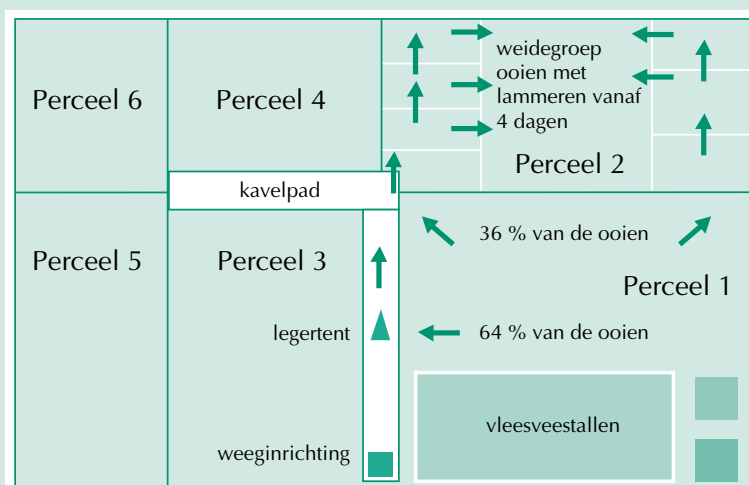 weidegroep
ooien met
lammeren vanaf
4 dagen
Perceel 6
Perceel 4
Perceel 2
kavelpad
36 % van de ooien
Perceel 5
Perceel 3
Perceel 1
legertent
64 % van de ooien
vleesveestallen
weeginrichting